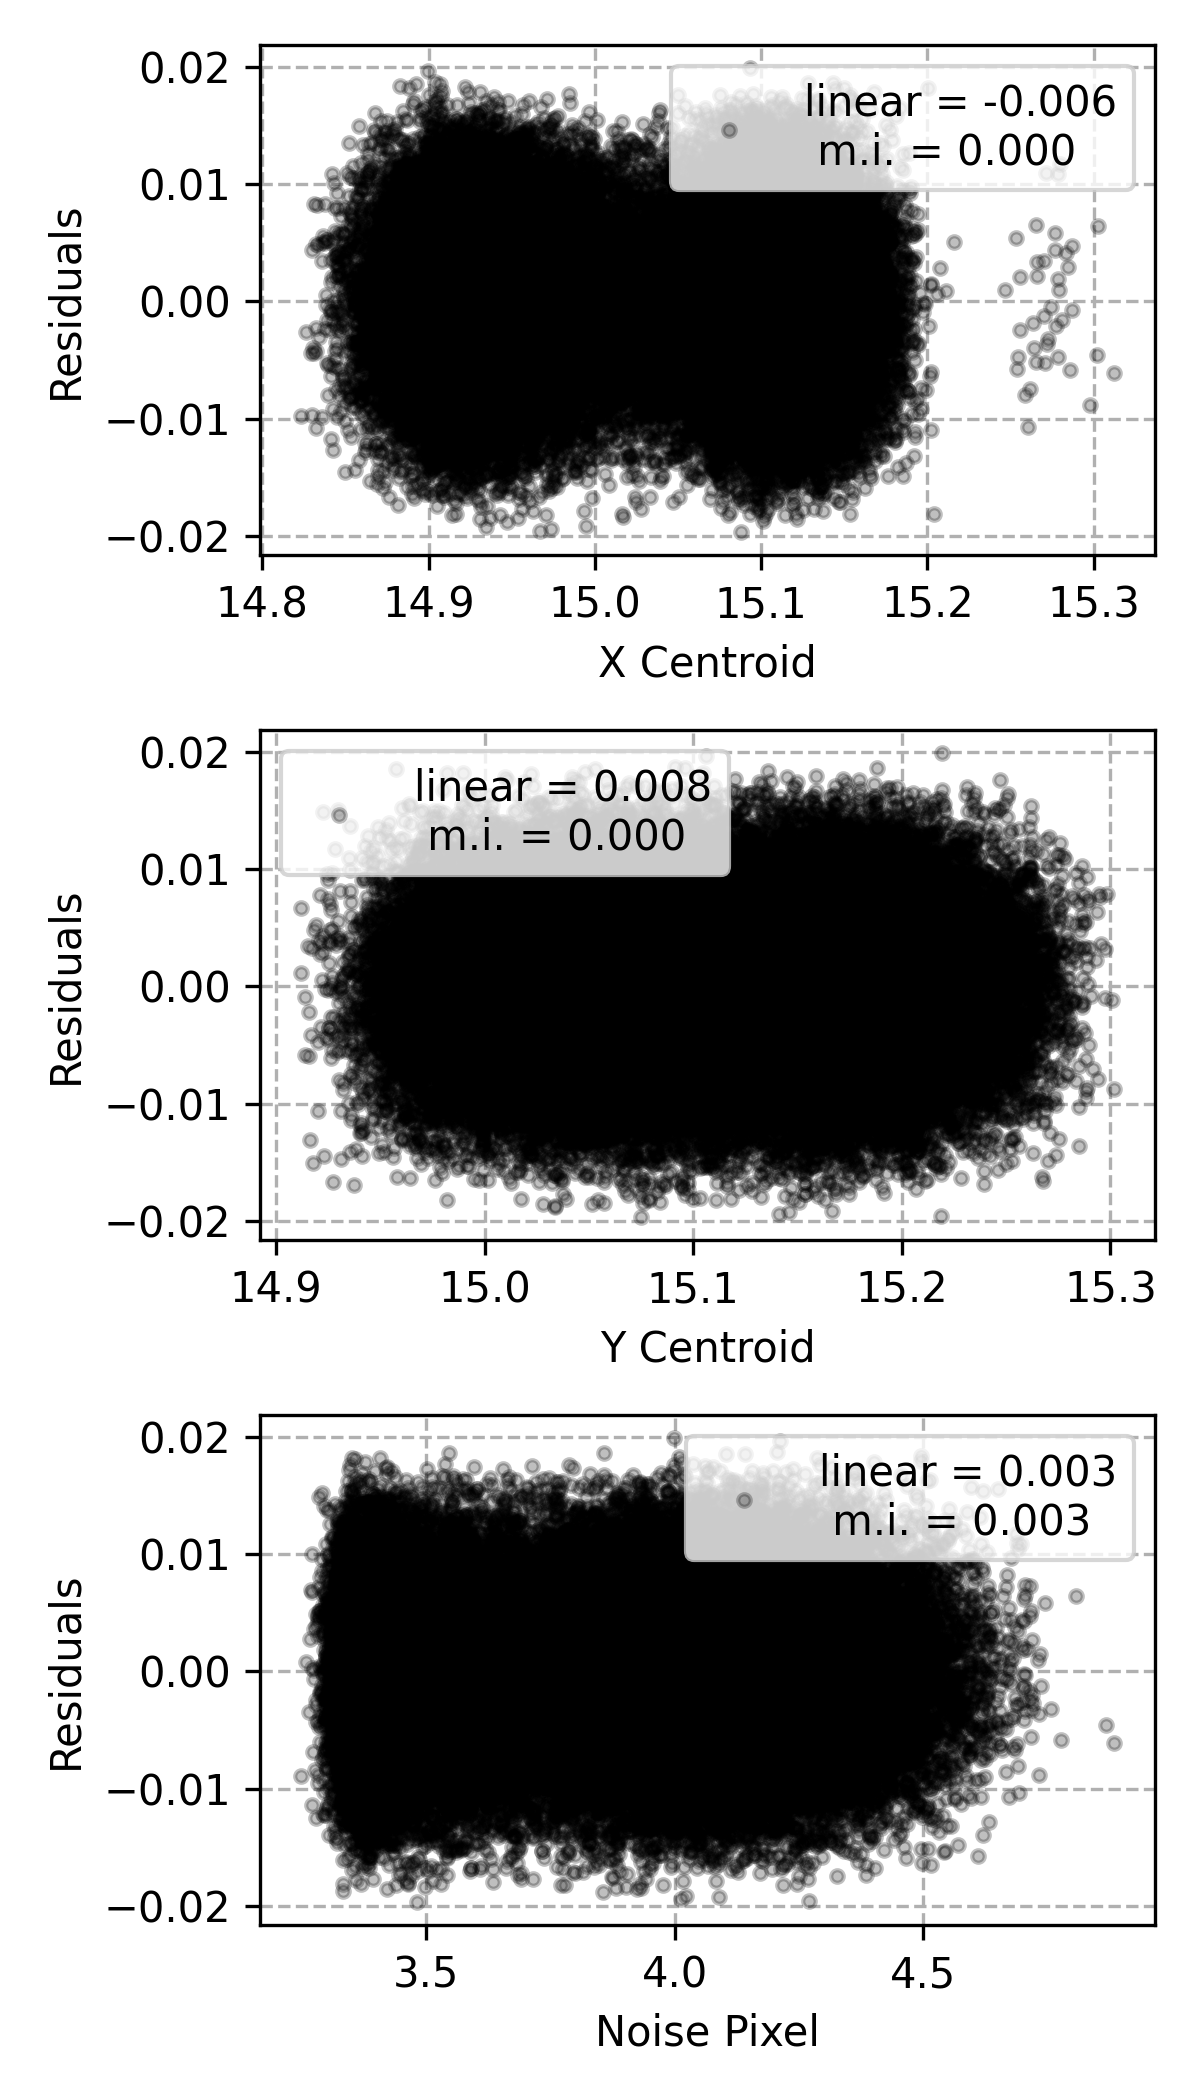 0.02
0.01
0.00
−0.01
−0.02
Residuals
linear = -0.006
m.i. = 0.000
14.8 14.9 15.0 15.1 15.2 15.3
X Centroid
0.02
0.01
0.00
−0.01
−0.02
Residuals
linear = 0.008
m.i. = 0.000
14.9 15.0 15.1 15.2 15.3
Y Centroid
0.02
0.01
0.00
−0.01
−0.02
Residuals
linear = 0.003
m.i. = 0.003
3.5 4.0 4.5
Noise Pixel